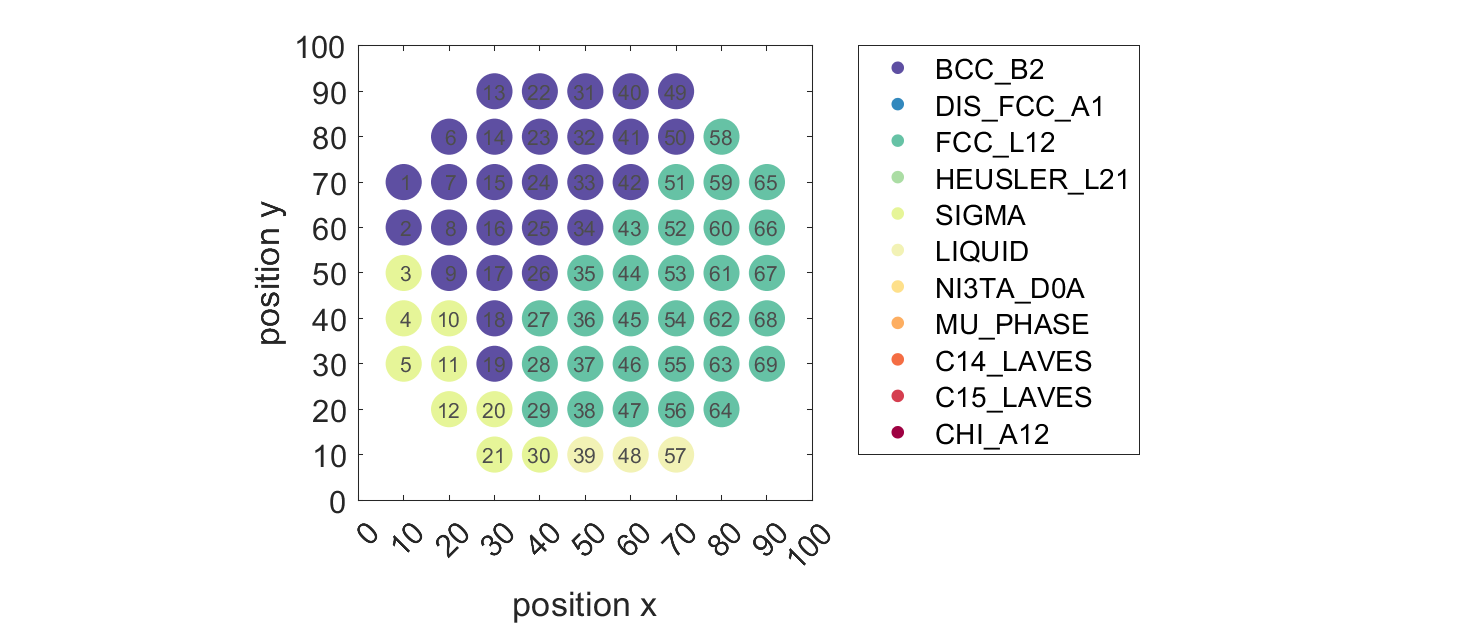 100
90
80
70
60
50
40
30
20
10
0
position y
13 22 31 40 49
6 14 23 32 41 50 58
1 7 15 24 33 42 51 59 65
2 8 16 25 34 43 52 60 66
3 9 17 26 35 44 53 61 67
4 10 18 27 36 45 54 62 68
5 11 19 28 37 46 55 63 69
12 20 29 38 47 56 64
21 30 39 48 57
0 10 20 30 40 50 60 70 80 90 100
position x
BCC_B2
DIS_FCC_A1
FCC_L12
HEUSLER_L21
SIGMA
LIQUID
NI3TA_D0A
MU_PHASE
C14_LAVES
C15_LAVES
CHI_A12